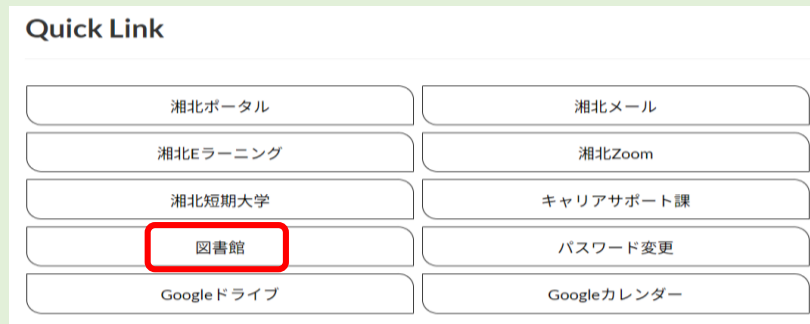 Quick Link
湘北ポータル
湘北メール
湘北Eラーニング
湘北Zoom
湘北短期大学
キャリアサポート課
図書館
パスワード変更
Googleドライブ
Googleカレンダー